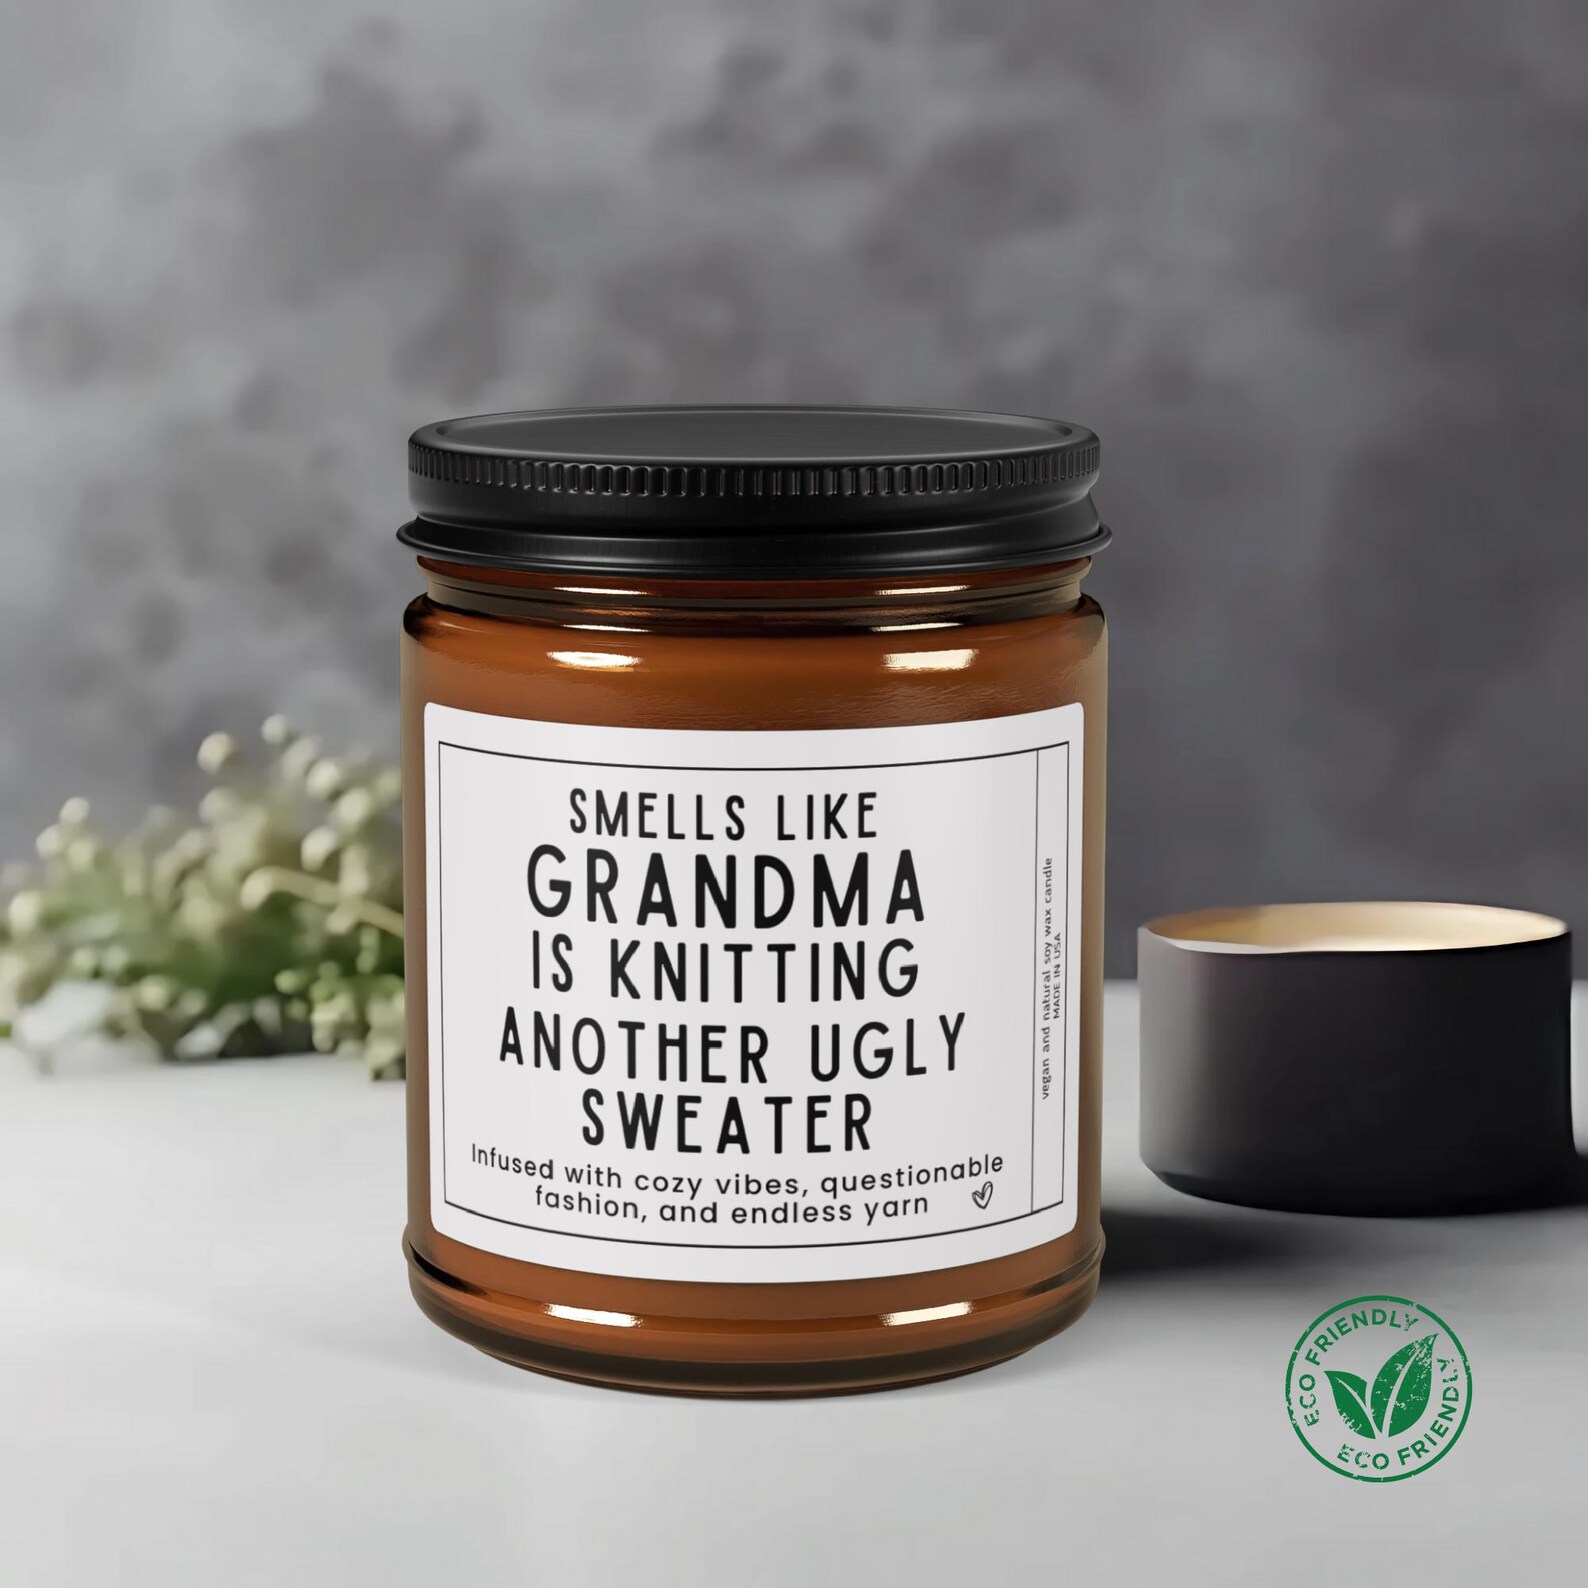 SMELLS LIKE
GRANDMA
IS KNITTING
ANOTHER UGLY
SWEATER
Infused with cozy vibes, questionable
fashion, and endless yarn
vegan and natural soy wax candle
MADE IN USA
ECO FRIENDLY
ECO FRIENDLY